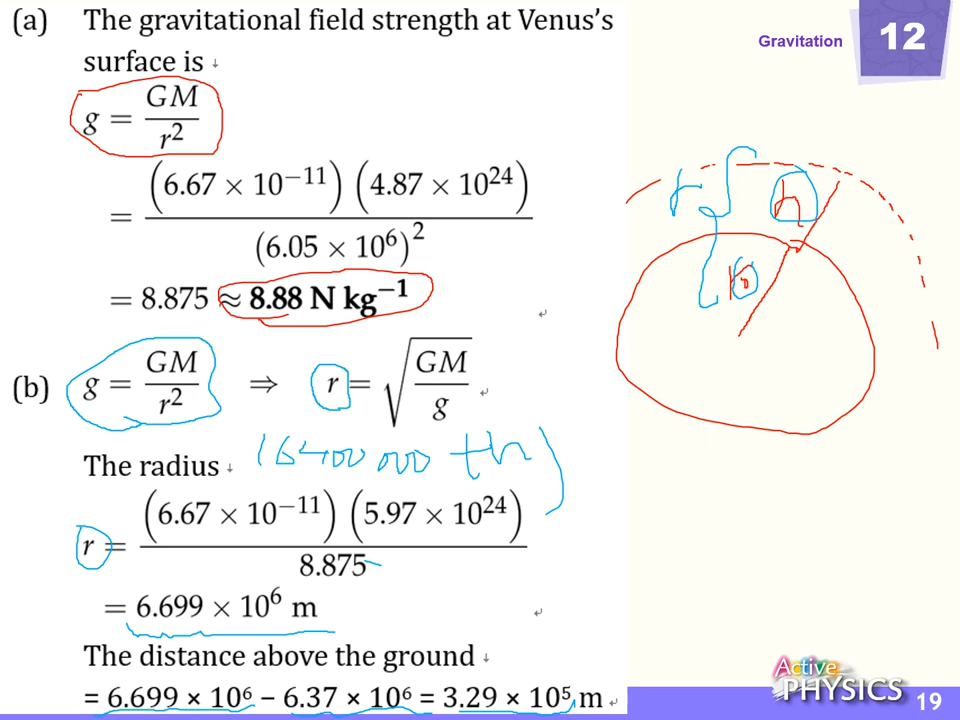 Gravitation 12
(a) The gravitational field strength at Venus's
surface is
g = GM / r²
= (6.67 × 10⁻¹¹) (4.87 × 10²⁴) / (6.05 × 10⁶)²
= 8.875 ≈ 8.88 N kg⁻¹
r h
(b) g = GM / r² ⇒ r = √(GM / g)
The radius
(6400 000 + h)
r = (6.67 × 10⁻¹¹) (5.97 × 10²⁴) / 8.875
= 6.699 × 10⁶ m
The distance above the ground
= 6.699 × 10⁶ − 6.37 × 10⁶ = 3.29 × 10⁵ m
Active
PHYSICS 19